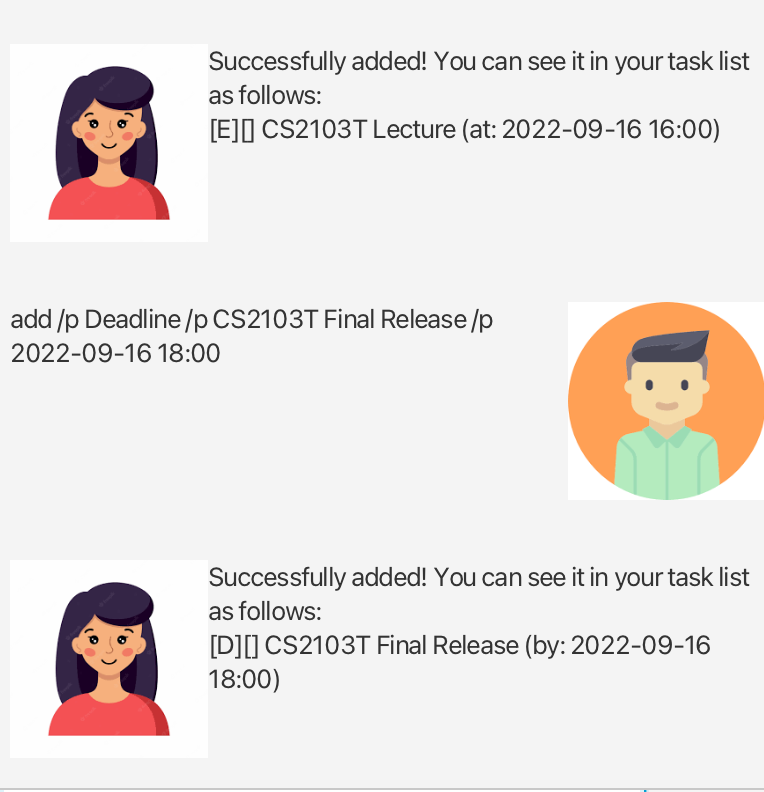 Successfully added! You can see it in your task list
as follows:
[E][] CS2103T Lecture (at: 2022-09-16 16:00)
add /p Deadline /p CS2103T Final Release /p
2022-09-16 18:00
Successfully added! You can see it in your task list
as follows:
[D][] CS2103T Final Release (by: 2022-09-16
18:00)